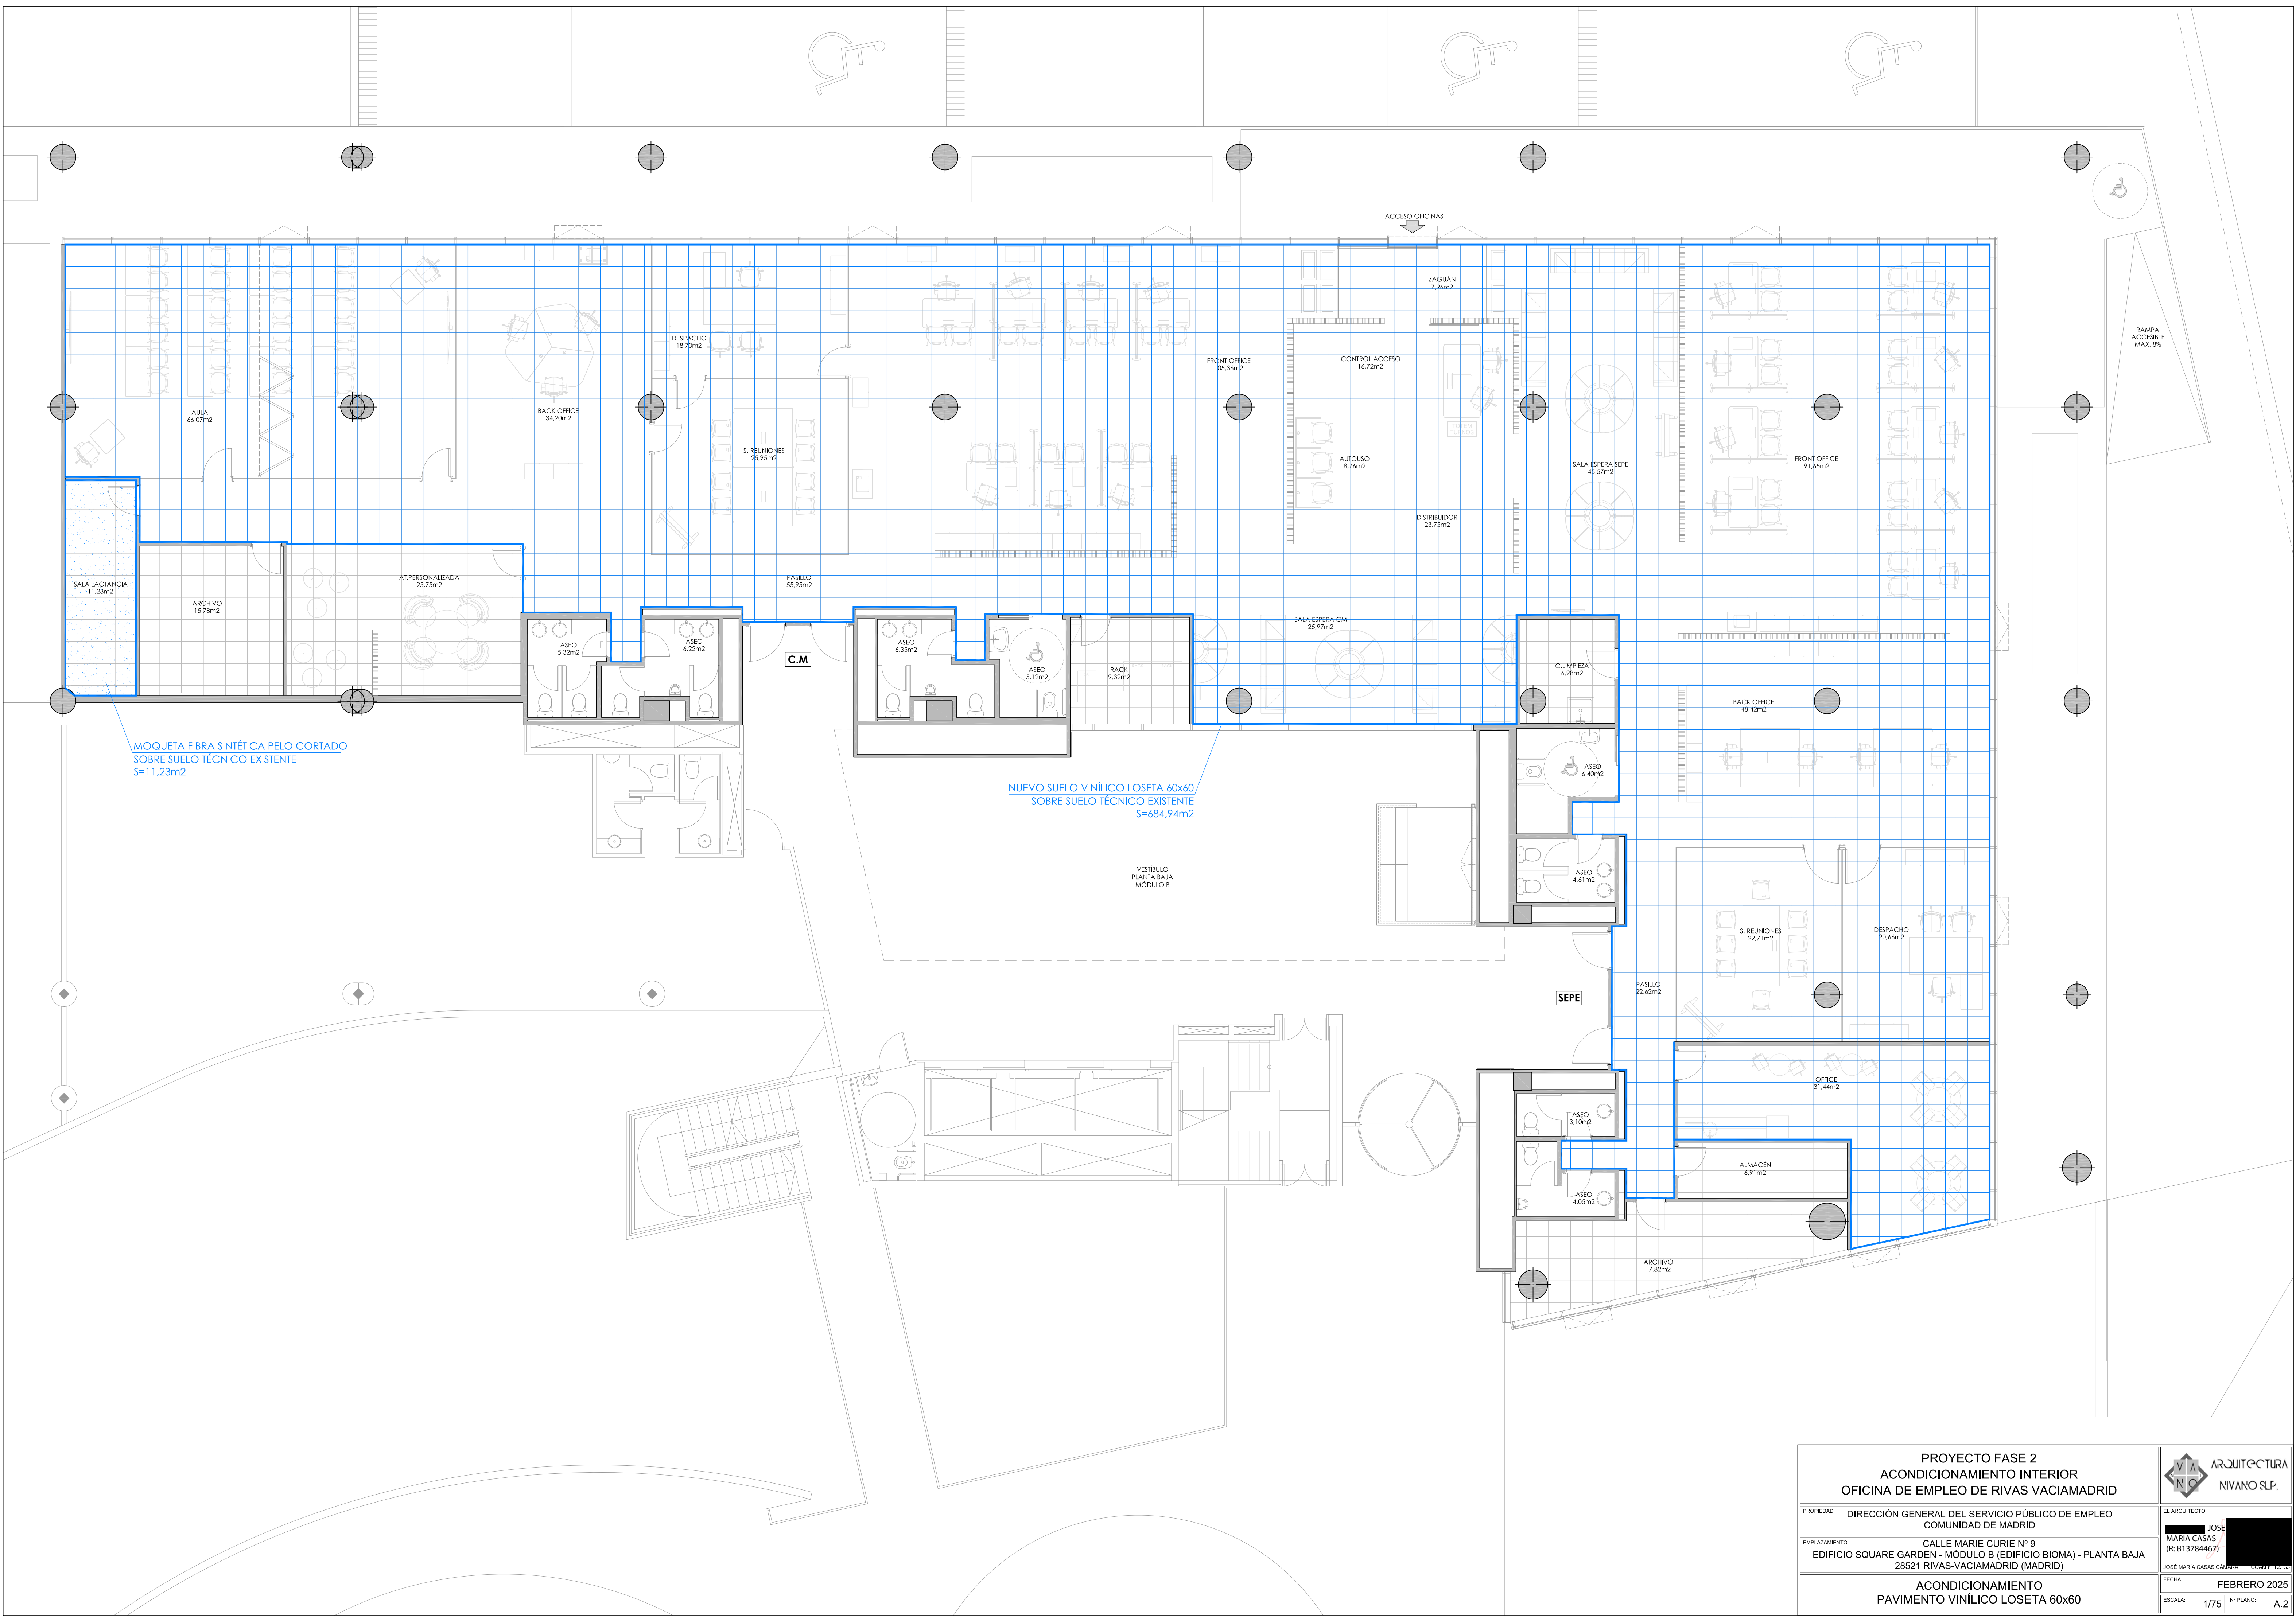 ACCESO OFICINAS
ZAGUÁN
7,96m2
RAMPA
ACCESIBLE
MAX. 8%
DESPACHO
18,70m2
FRONT OFFICE
105,36m2
CONTROL ACCESO
16,72m2
AULA
66,07m2
BACK OFFICE
34,20m2
S. REUNIONES
25,95m2
AUTOUSO
8,76m2
SALA ESPERA SEPE
45,57m2
FRONT OFFICE
91,65m2
DISTRIBUIDOR
23,75m2
SALA LACTANCIA
11,23m2
ARCHIVO
15,78m2
AT.PERSONALIZADA
25,75m2
PASILLO
55,95m2
SALA ESPERA CM
25,97m2
ASEO
5,32m2
ASEO
6,22m2
C.M
ASEO
6,35m2
ASEO
5,12m2
RACK
9,32m2
C.LIMPIEZA
6,98m2
BACK OFFICE
48,42m2
MOQUETA FIBRA SINTÉTICA PELO CORTADO
SOBRE SUELO TÉCNICO EXISTENTE
S=11,23m2
NUEVO SUELO VINÍLICO LOSETA 60x60
SOBRE SUELO TÉCNICO EXISTENTE
S=684,94m2
ASEO
6,40m2
VESTÍBULO
PLANTA BAJA
MÓDULO B
ASEO
4,61m2
S. REUNIONES
22,71m2
DESPACHO
20,66m2
SEPE
PASILLO
22,62m2
OFFICE
31,44m2
ASEO
3,10m2
ALMACÉN
6,91m2
ASEO
4,05m2
ARCHIVO
17,82m2
PROYECTO FASE 2
ACONDICIONAMIENTO INTERIOR
OFICINA DE EMPLEO DE RIVAS VACIAMADRID
VANO
ARQUITECTURA
NIVANO SLP.
PROPIEDAD: DIRECCIÓN GENERAL DEL SERVICIO PÚBLICO DE EMPLEO
COMUNIDAD DE MADRID
EL ARQUITECTO:
JOSE
MARIA CASAS
(R: B13784467)
JOSÉ MARÍA CASAS
EMPLAZAMIENTO: CALLE MARIE CURIE Nº 9
EDIFICIO SQUARE GARDEN - MÓDULO B (EDIFICIO BIOMA) - PLANTA BAJA
28521 RIVAS-VACIAMADRID (MADRID)
ACONDICIONAMIENTO
PAVIMENTO VINÍLICO LOSETA 60x60
FECHA: FEBRERO 2025
ESCALA: 1/75 Nº PLANO: A.2